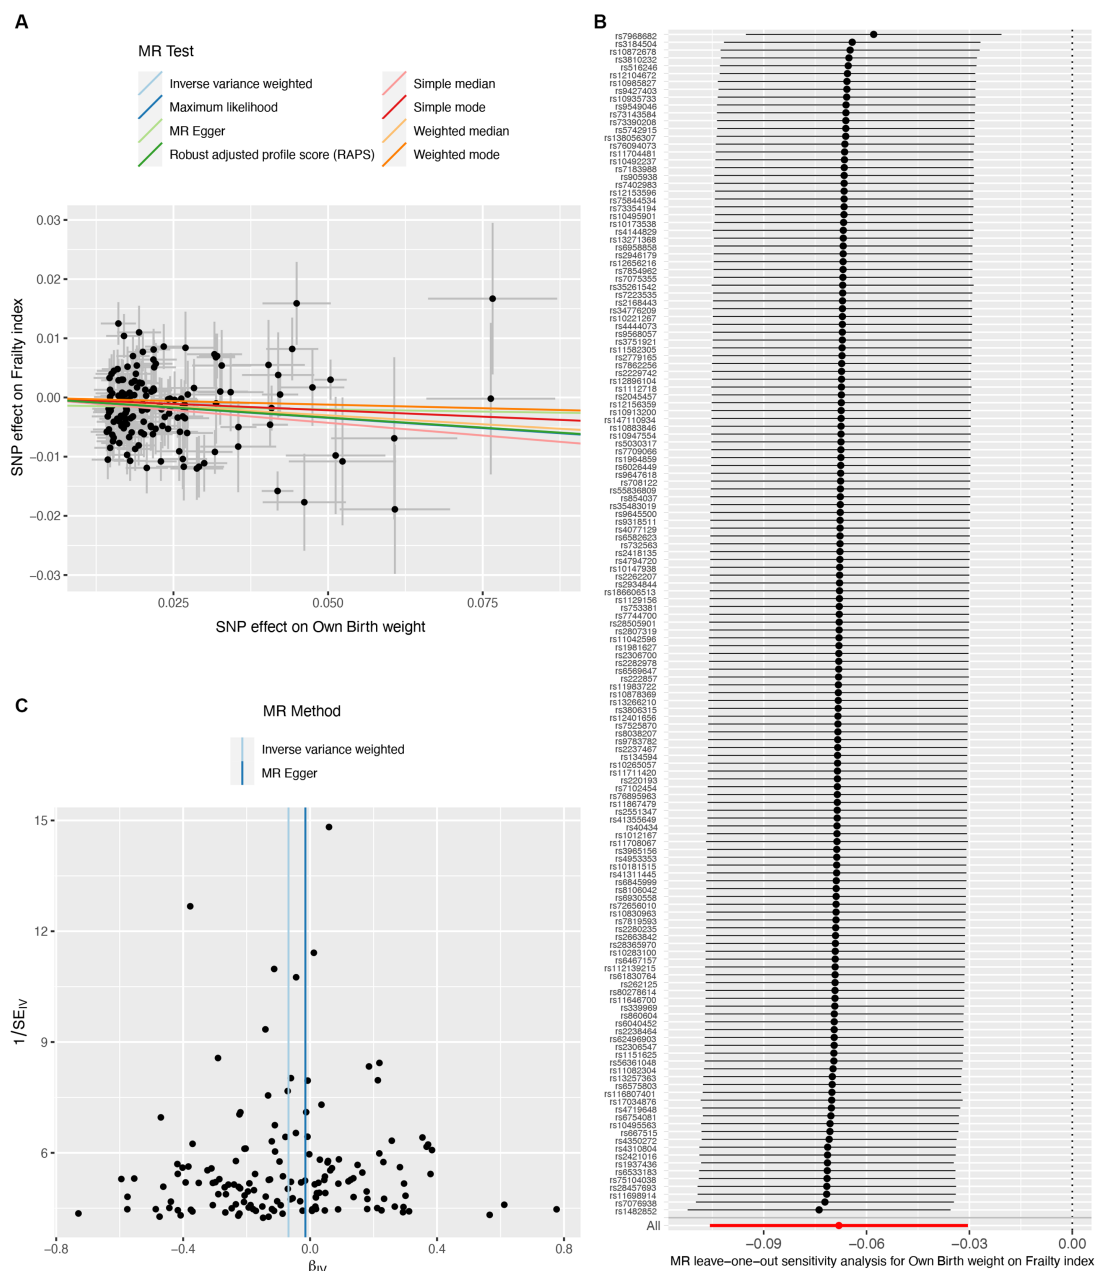 A
MR Test
Inverse variance weighted
Maximum likelihood
MR Egger
Robust adjusted profile score (RAPS)
Simple median
Simple mode
Weighted median
Weighted mode
0.03
0.02
0.01
0.00
−0.01
−0.02
−0.03
SNP effect on Frailty index
0.025
0.050
0.075
SNP effect on Own Birth weight
B
rs7968682
rs3184504
rs10872678
rs3810232
rs516246
rs12104672
rs10985827
rs9427403
rs10935733
rs9549046
rs73143584
rs73390208
rs5742915
rs138056307
rs76094073
rs11704481
rs10492237
rs7183988
rs905938
rs7402983
rs12153596
rs75844534
rs73354194
rs10495901
rs10173538
rs4144829
rs13271368
rs6958858
rs2946179
rs12656216
rs7854962
rs7075355
rs35261542
rs7223535
rs2168443
rs34776209
rs10221267
rs4444073
rs9568057
rs3751921
rs11582305
rs2779165
rs7862256
rs2229742
rs12896104
rs1112718
rs2045457
rs12156359
rs10913200
rs147110934
rs10883846
rs10947554
rs5030317
rs7709066
rs1964859
rs6026449
rs9647618
rs708122
rs55836809
rs854037
rs35483019
rs9645500
rs9318511
rs4077129
rs6582623
rs732563
rs2418135
rs4794720
rs10147938
rs2262207
rs2934844
rs186606513
rs1129156
rs753381
rs7744700
rs28505901
rs2807319
rs11042596
rs1981627
rs2306700
rs2282978
rs6569647
rs222857
rs11983722
rs10878369
rs13266210
rs3806315
rs12401656
rs7525870
rs8038207
rs9783782
rs2237467
rs134594
rs10265057
rs11711420
rs220193
rs7102454
rs76895963
rs11867479
rs2551347
rs41355649
rs40434
rs1012167
rs11708067
rs3965156
rs4953353
rs10181515
rs41311445
rs6845999
rs8106042
rs6930558
rs72656010
rs10830963
rs7819593
rs2280235
rs2663842
rs28365970
rs10283100
rs6467157
rs112139215
rs61830764
rs262125
rs80278614
rs11646700
rs339969
rs860604
rs6040452
rs2238464
rs62496903
rs2306547
rs1151625
rs56361048
rs11082304
rs13257363
rs6575803
rs116807401
rs17034876
rs4719648
rs6754081
rs10495563
rs667515
rs4350272
rs4310804
rs2421016
rs1937436
rs6533183
rs75104038
rs28457693
rs11698914
rs7076938
rs1482852
All
−0.09
−0.06
−0.03
0.00
MR leave−one−out sensitivity analysis for Own Birth weight on Frailty index
C
MR Method
Inverse variance weighted
MR Egger
15
12
9
6
1/SE IV
−0.8
−0.4
0.0
0.4
0.8
β IV